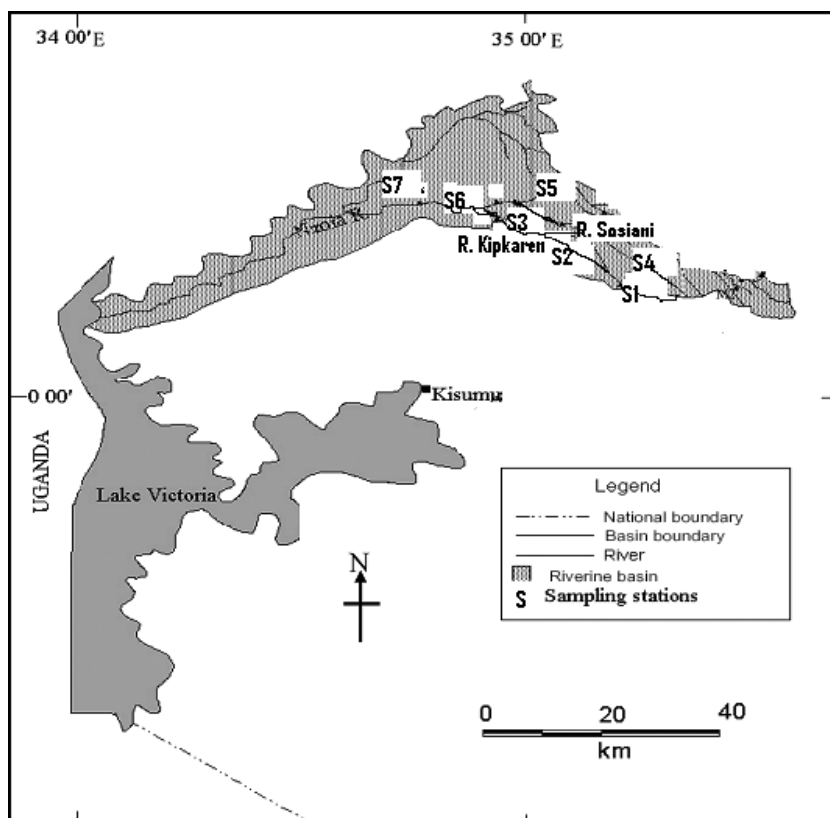 34 00'E
35 00'E
S7
S6
S5
S3
Nzoia R.
R. Sosiani
R. Kipkaren
S2
S4
S1
0 00'
Kisumu
UGANDA
Lake Victoria
N
Legend
National boundary
Basin boundary
River
Riverine basin
S Sampling stations
0 20 40
km